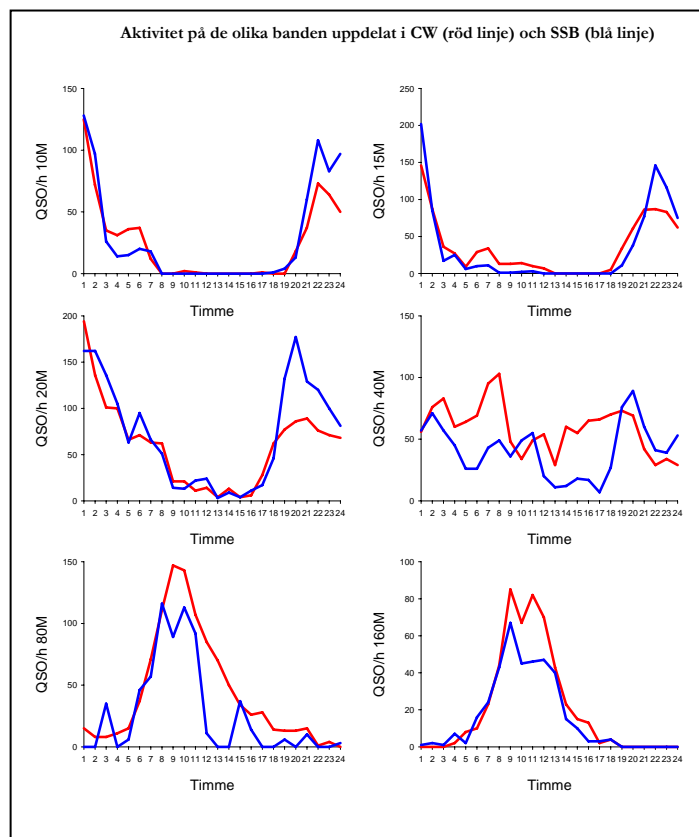 Aktivitet på de olika banden uppdelat i CW (röd linje) och SSB (blå linje)
QSO/h 10M
150
100
50
0
1 2 3 4 5 6 7 8 9 10 11 12 13 14 15 16 17 18 19 20 21 22 23 24
Timme
QSO/h 15M
250
200
150
100
50
0
1 2 3 4 5 6 7 8 9 10 11 12 13 14 15 16 17 18 19 20 21 22 23 24
Timme
QSO/h 20M
200
150
100
50
0
1 2 3 4 5 6 7 8 9 10 11 12 13 14 15 16 17 18 19 20 21 22 23 24
Timme
QSO/h 40M
150
100
50
0
1 2 3 4 5 6 7 8 9 10 11 12 13 14 15 16 17 18 19 20 21 22 23 24
Timme
QSO/h 80M
150
100
50
0
1 2 3 4 5 6 7 8 9 10 11 12 13 14 15 16 17 18 19 20 21 22 23 24
Timme
QSO/h 160M
100
80
60
40
20
0
1 2 3 4 5 6 7 8 9 10 11 12 13 14 15 16 17 18 19 20 21 22 23 24
Timme